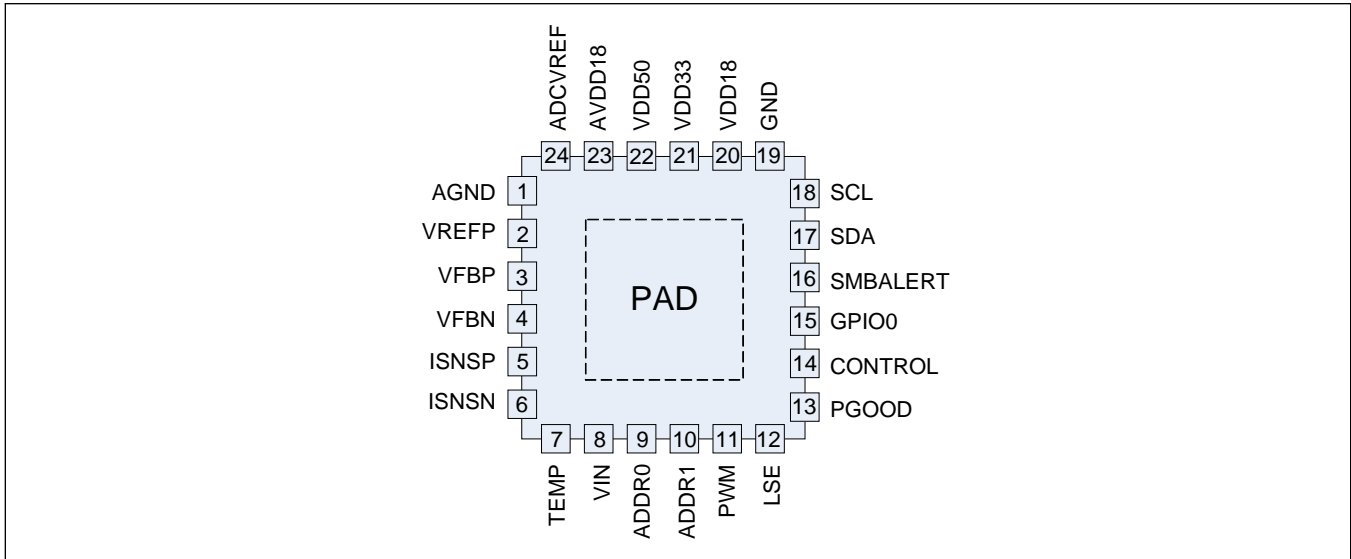 ADCVREF
AVDD18
VDD50
VDD33
VDD18
GND
24
23
22
21
20
19
AGND 1
VREFP 2
VFBP 3
VFBN 4
ISNSP 5
ISNSN 6
PAD
18 SCL
17 SDA
16 SMBALERT
15 GPIO0
14 CONTROL
13 PGOOD
7
8
9
10
11
12
TEMP
VIN
ADDR0
ADDR1
PWM
LSE